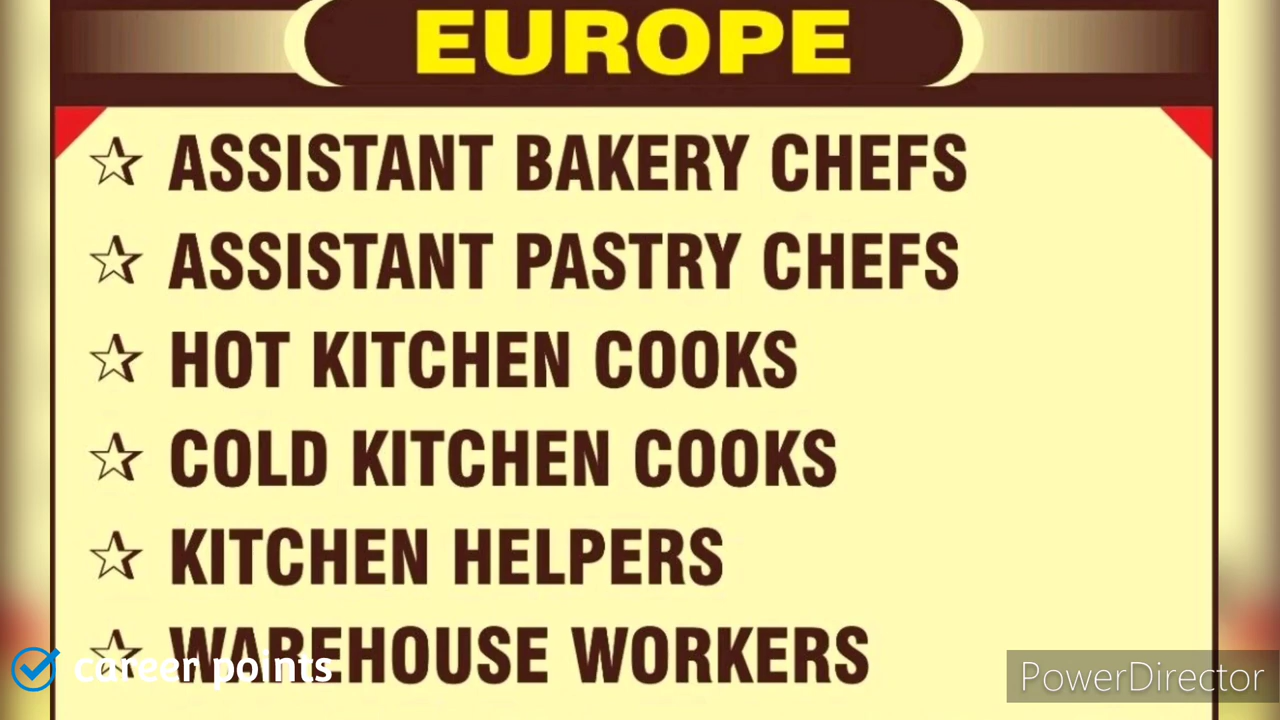 EUROPE
☆ ASSISTANT BAKERY CHEFS
☆ ASSISTANT PASTRY CHEFS
☆ HOT KITCHEN COOKS
☆ COLD KITCHEN COOKS
☆ KITCHEN HELPERS
☆ WAREHOUSE WORKERS
career points
PowerDirector